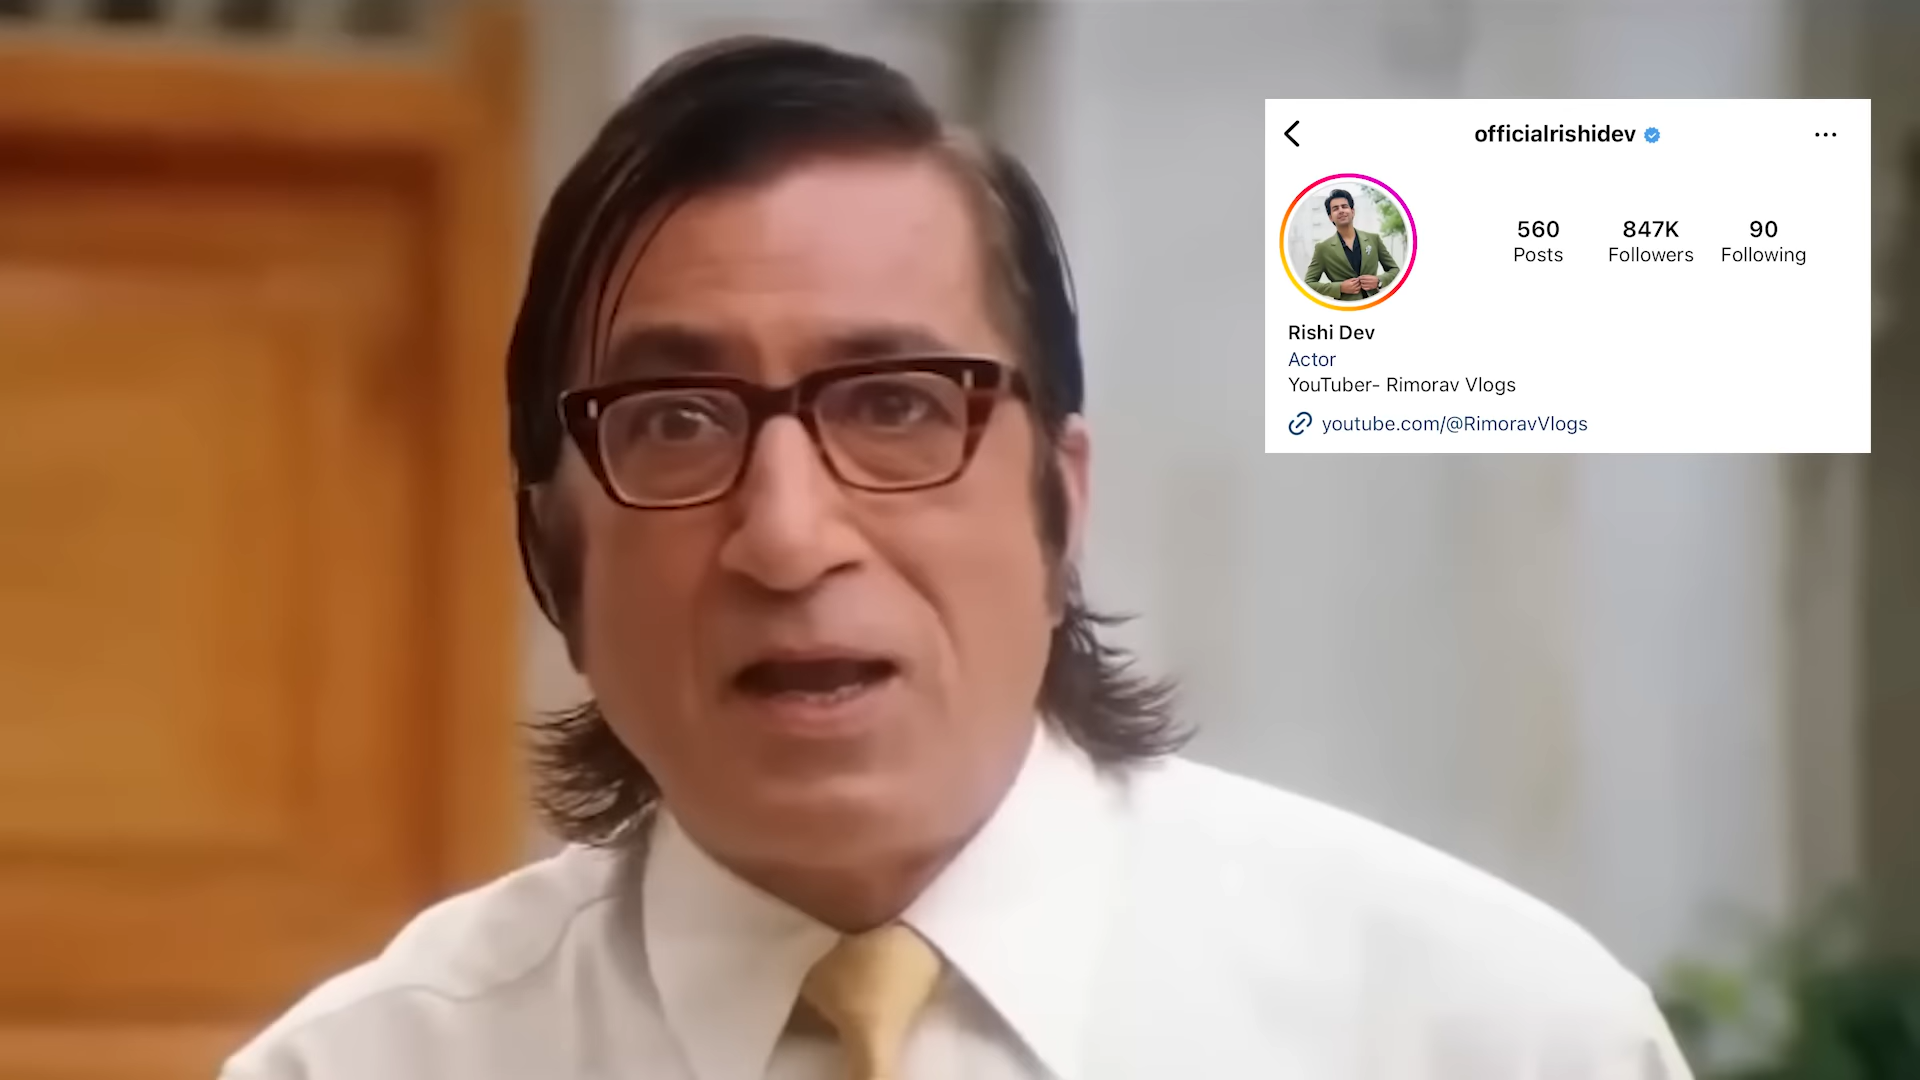 officialrishidev
560 847K 90
Posts Followers Following
Rishi Dev
Actor
YouTuber- Rimorav Vlogs
youtube.com/@RimoravVlogs